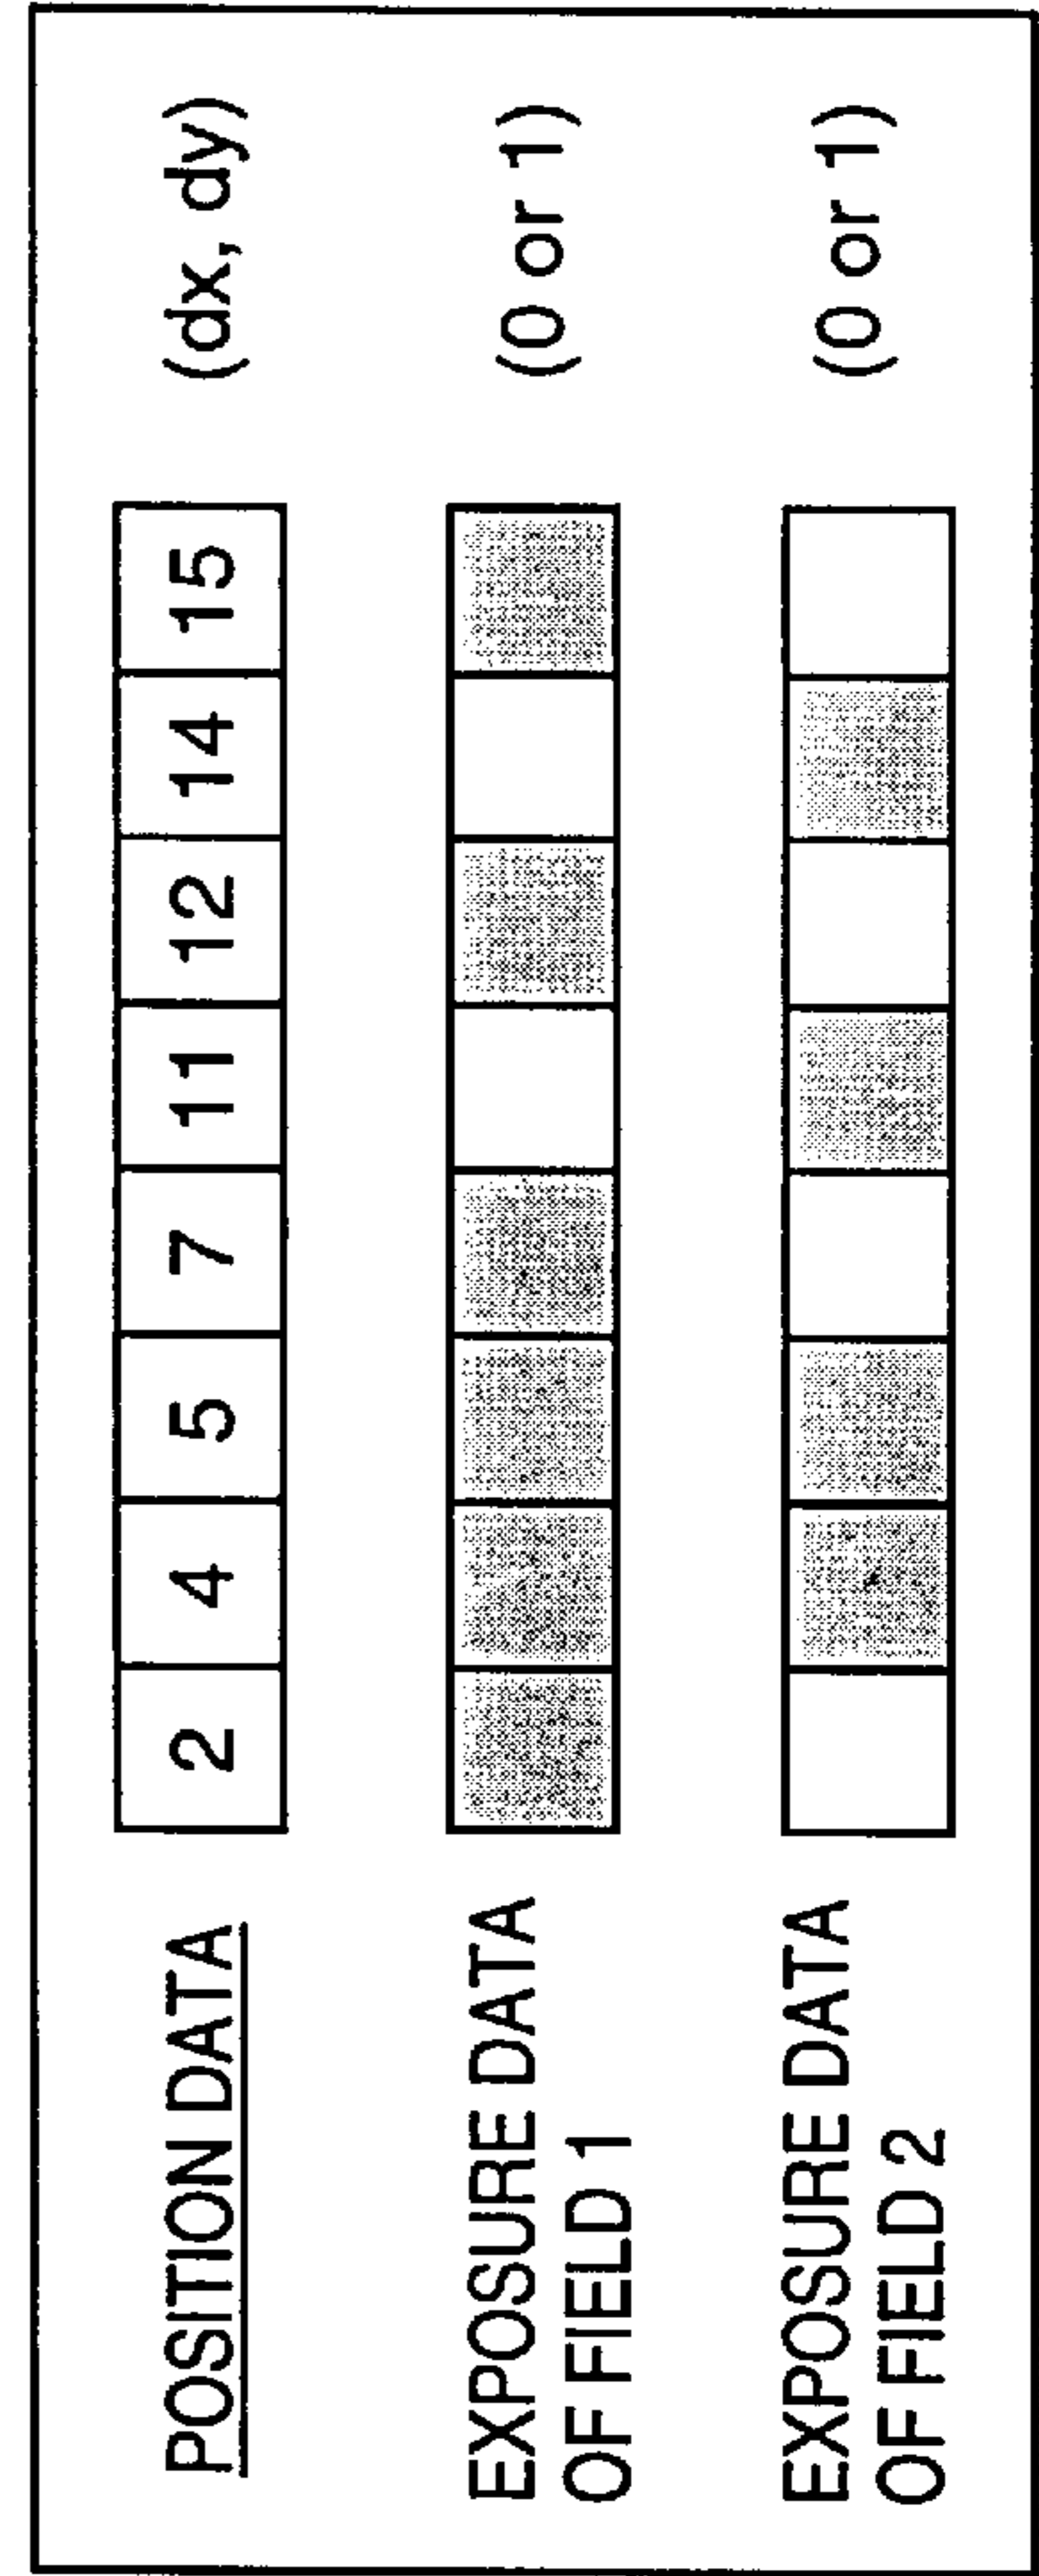 POSITION DATA 2 4 5 7 11 12 14 15 (dx, dy)
EXPOSURE DATA
OF FIELD 1 (0 or 1)
EXPOSURE DATA
OF FIELD 2 (0 or 1)